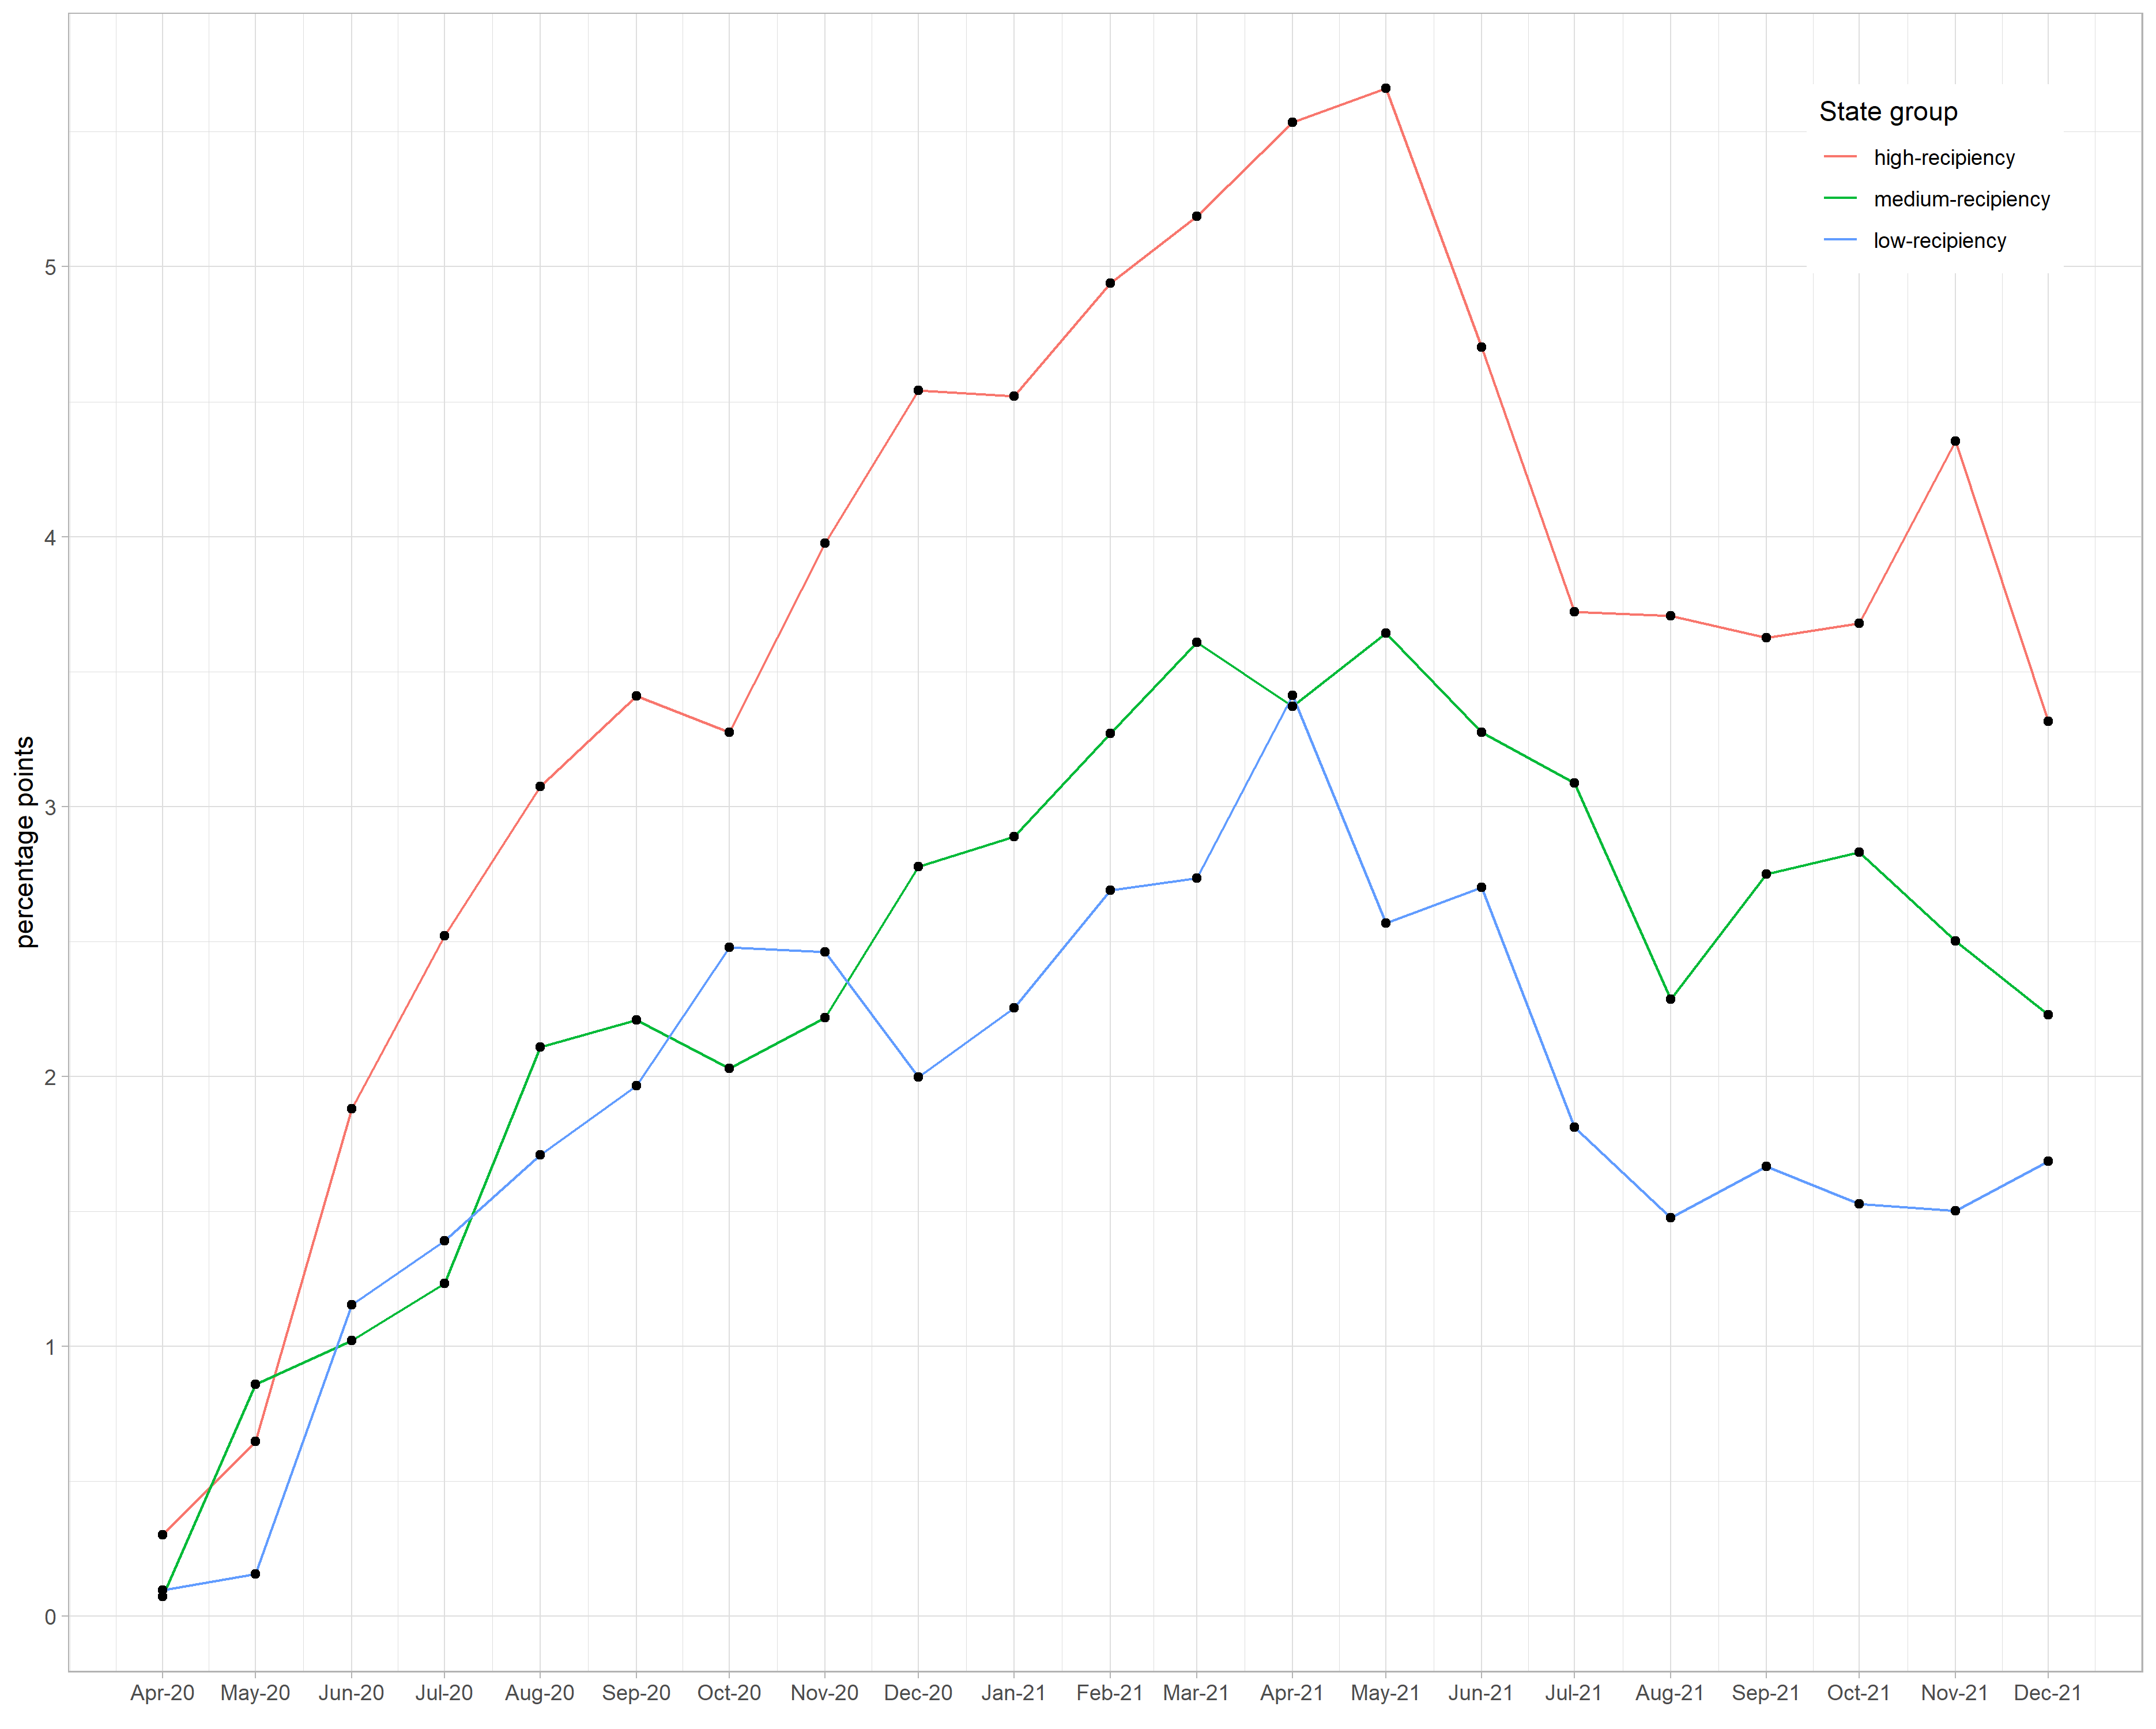 State group
high-recipiency
medium-recipiency
low-recipiency
percentage points
5
4
3
2
1
0
Apr-20 May-20 Jun-20 Jul-20 Aug-20 Sep-20 Oct-20 Nov-20 Dec-20 Jan-21 Feb-21 Mar-21 Apr-21 May-21 Jun-21 Jul-21 Aug-21 Sep-21 Oct-21 Nov-21 Dec-21